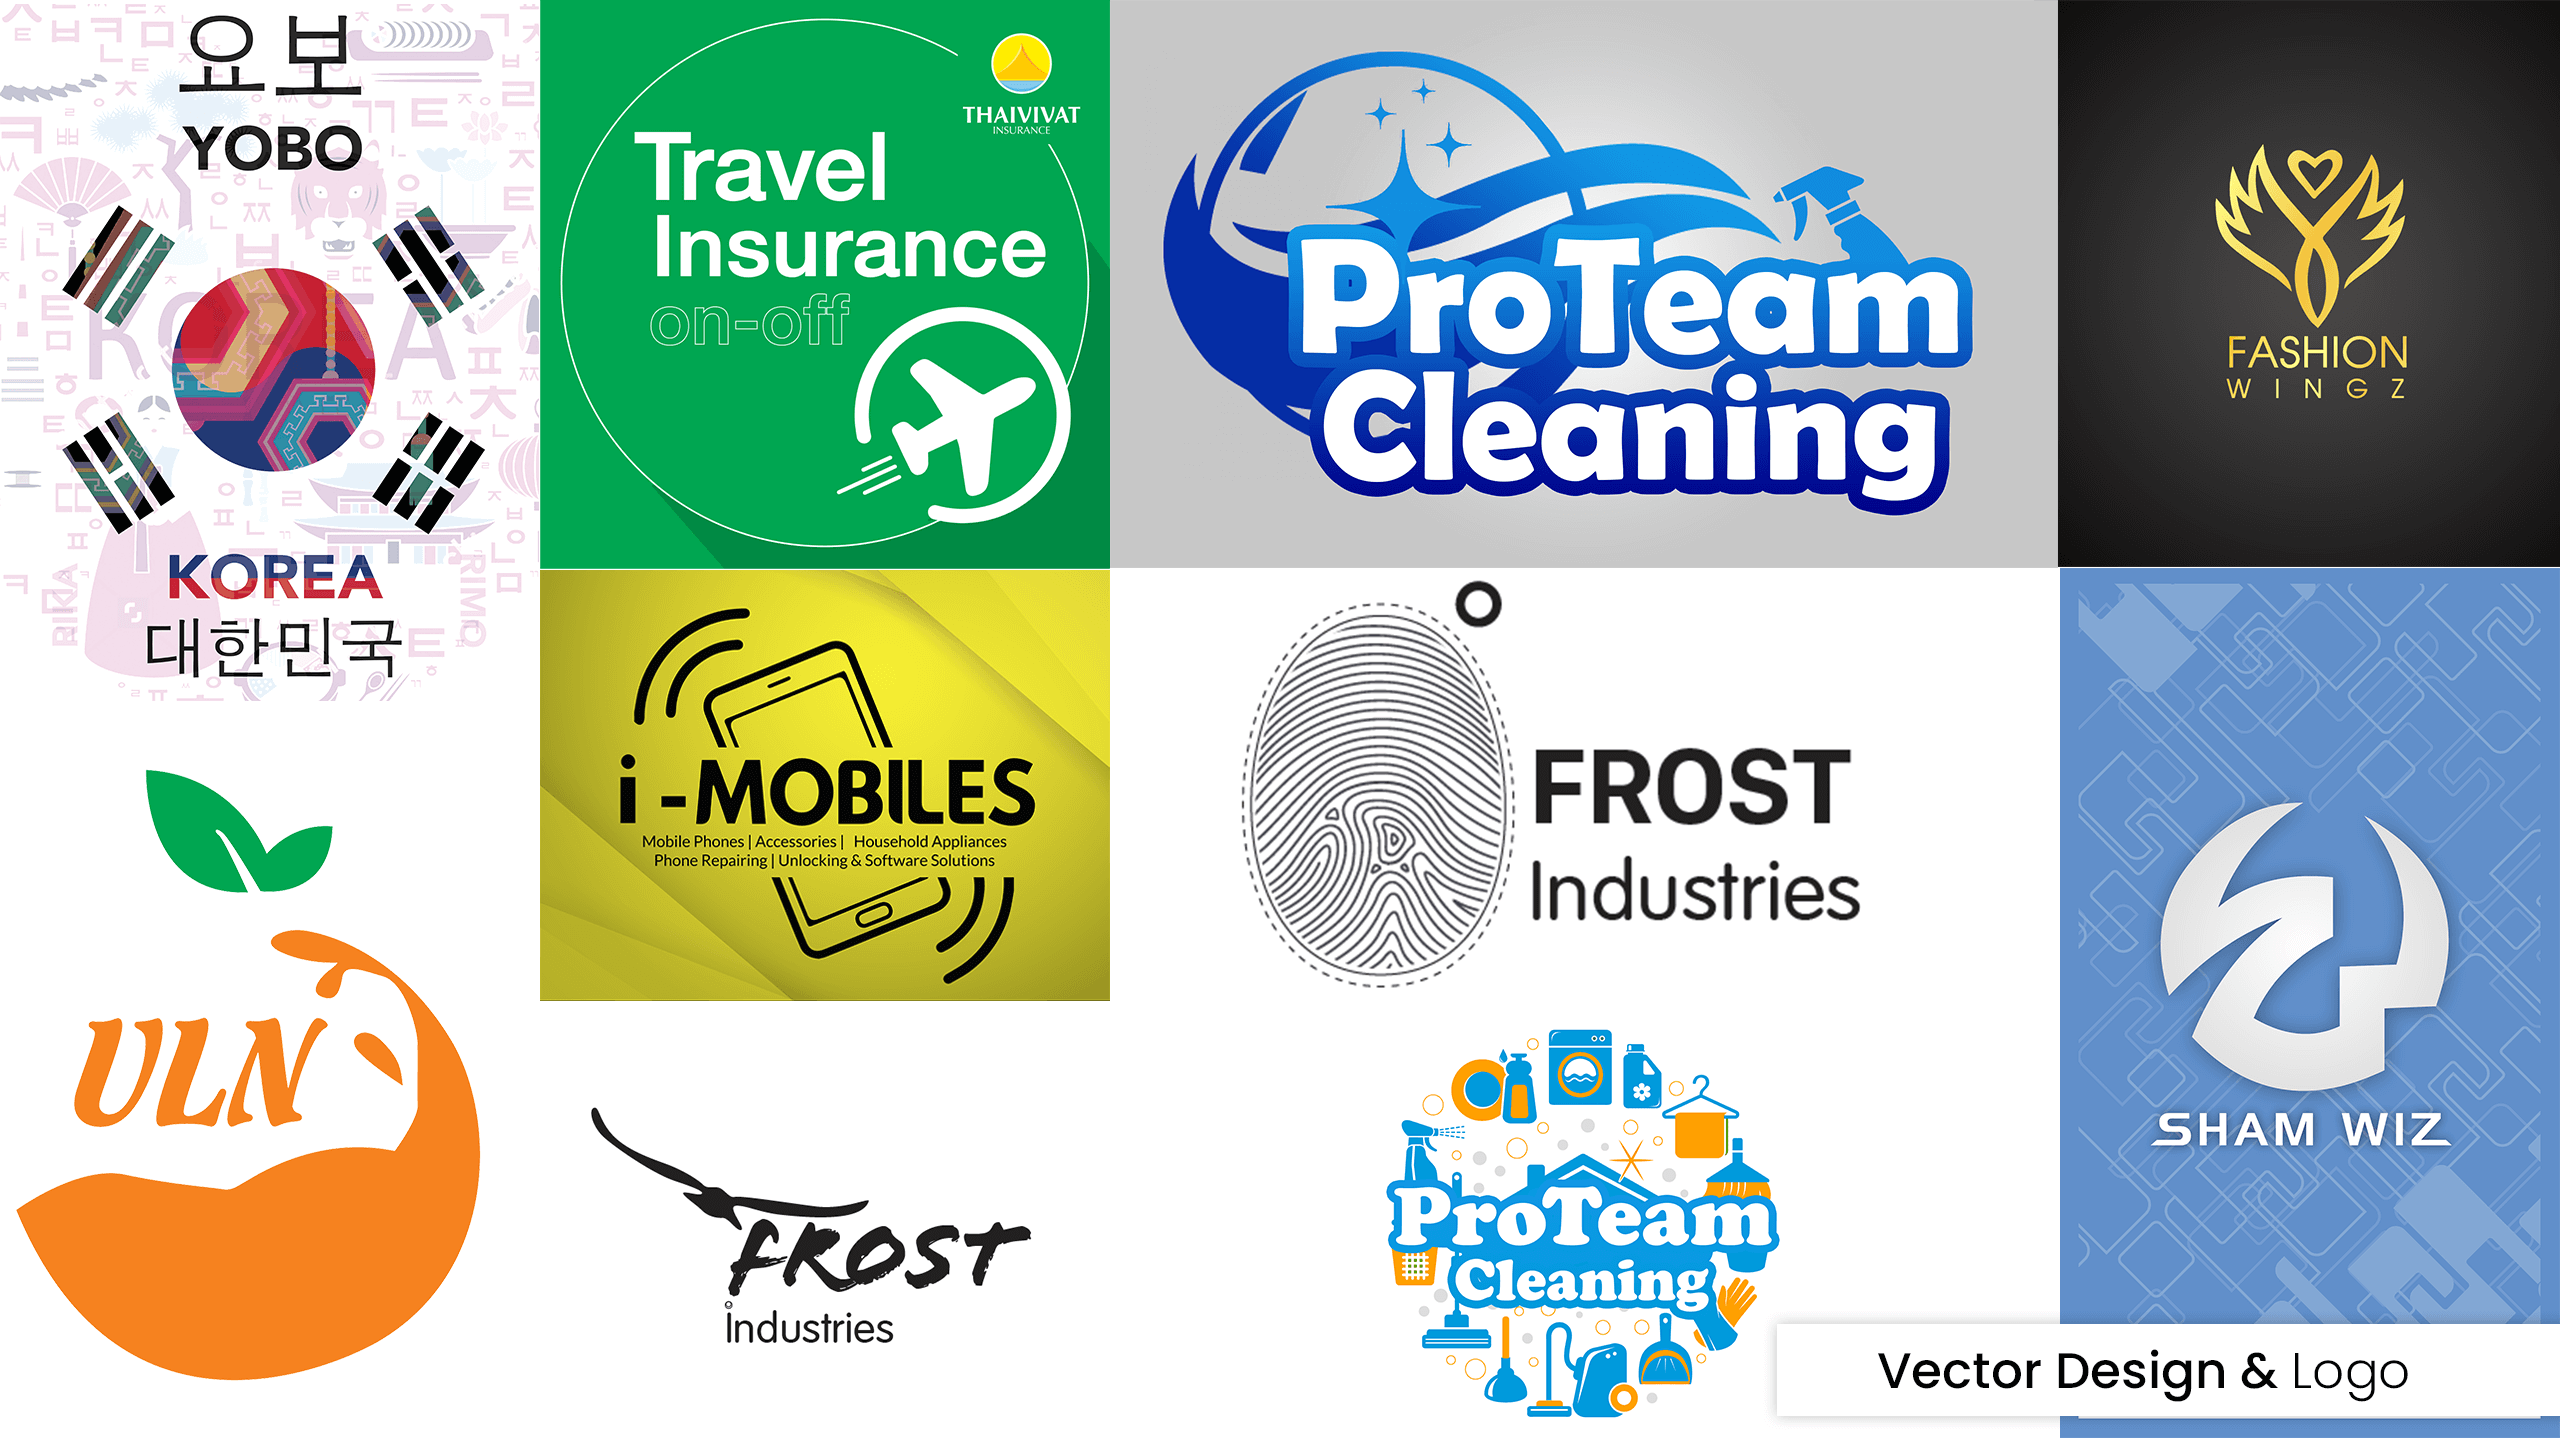 요보
YOBO
KOREA
KOREA
대한민국
THAIVIVAT
INSURANCE
Travel
Insurance
on-off
ProTeam
Cleaning
FASHION
WINGZ
i-MOBILES
Mobile Phones | Accessories | Household Appliances
Phone Repairing | Unlocking & Software Solutions
FROST
Industries
ULN
FROST
industries
ProTeam
Cleaning
SHAM WIZ
Vector Design & Logo